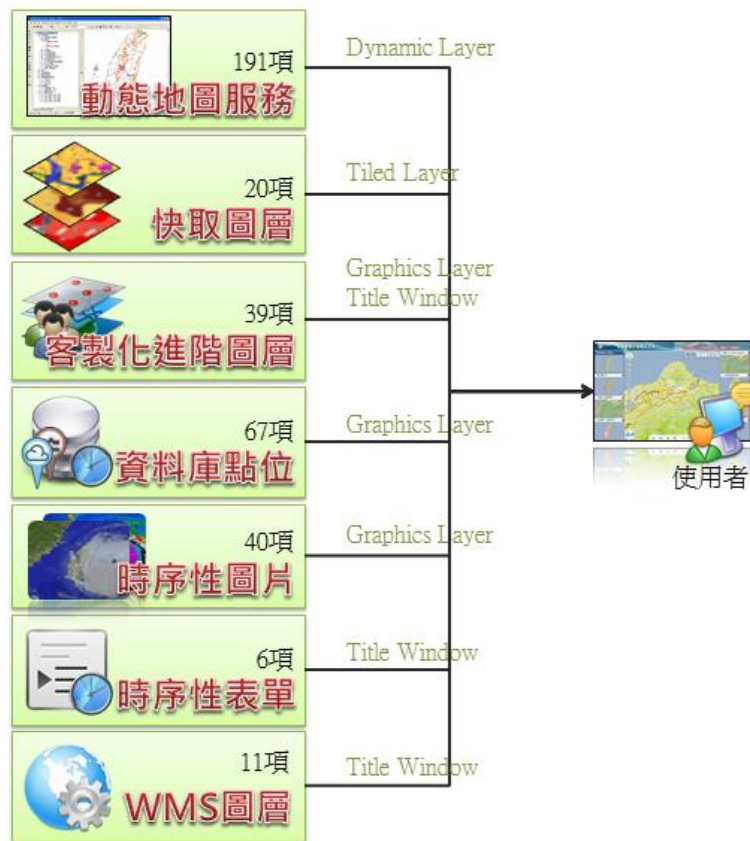 191項
動態地圖服務
Dynamic Layer
20項
快取圖層
Tiled Layer
39項
客製化進階圖層
Graphics Layer
Title Window
67項
資料庫點位
Graphics Layer
40項
時序性圖片
Graphics Layer
6項
時序性表單
Title Window
11項
WMS圖層
Title Window
使用者